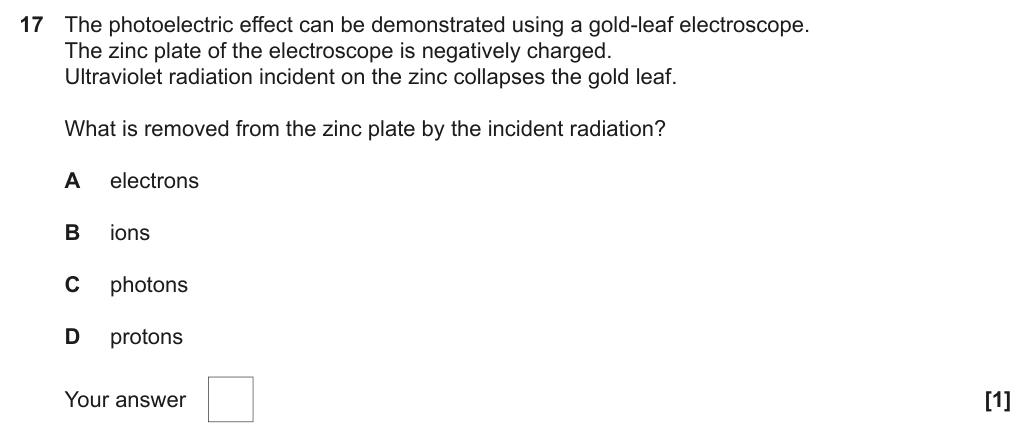 17 The photoelectric effect can be demonstrated using a gold-leaf electroscope.
The zinc plate of the electroscope is negatively charged.
Ultraviolet radiation incident on the zinc collapses the gold leaf.
What is removed from the zinc plate by the incident radiation?
A electrons
B ions
C photons
D protons
Your answer [1]